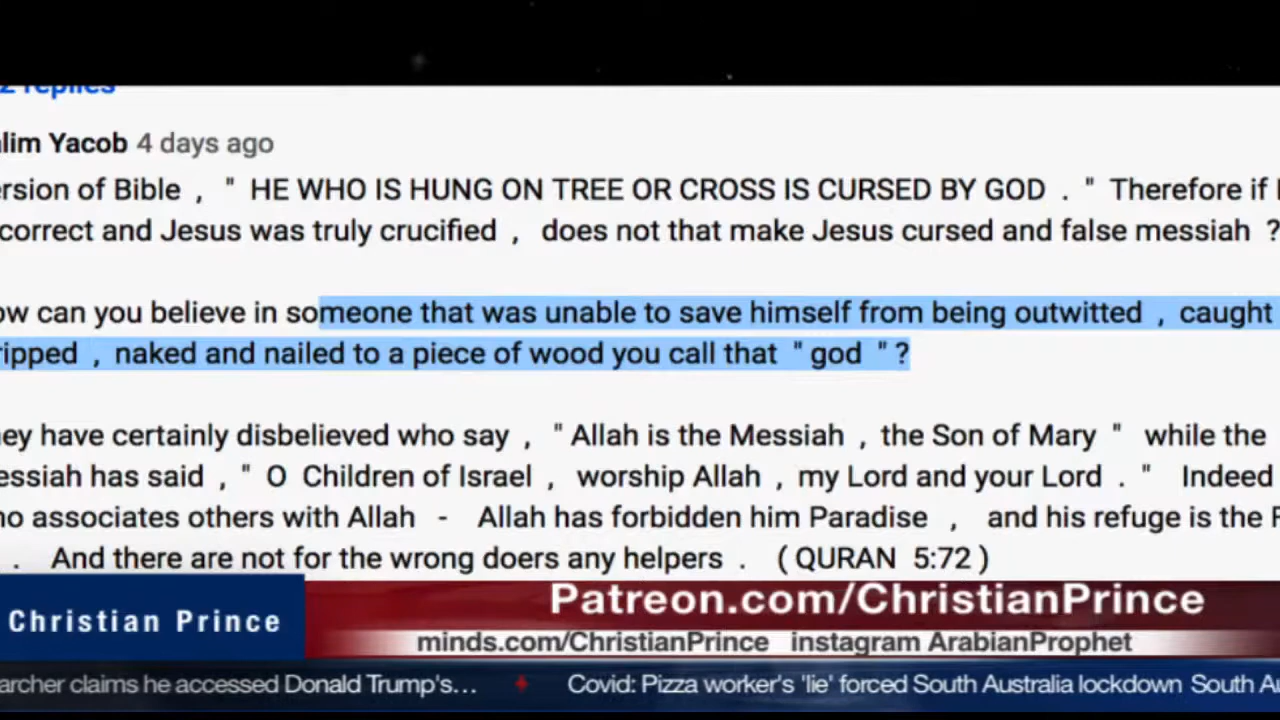 2 replies
lim Yacob 4 days ago
ersion of Bible , " HE WHO IS HUNG ON TREE OR CROSS IS CURSED BY GOD . " Therefore if
correct and Jesus was truly crucified , does not that make Jesus cursed and false messiah ?
ow can you believe in someone that was unable to save himself from being outwitted , caught
ripped , naked and nailed to a piece of wood you call that " god " ?
ney have certainly disbelieved who say , " Allah is the Messiah , the Son of Mary " while the
essiah has said , " O Children of Israel , worship Allah , my Lord and your Lord . " Indeed
no associates others with Allah - Allah has forbidden him Paradise , and his refuge is the
. And there are not for the wrong doers any helpers . ( QURAN 5:72 )
Patreon.com/ChristianPrince
Christian Prince
minds.com/ChristianPrince instagram ArabianProphet
archer claims he accessed Donald Trump's... Covid: Pizza worker's 'lie' forced South Australia lockdown South Au